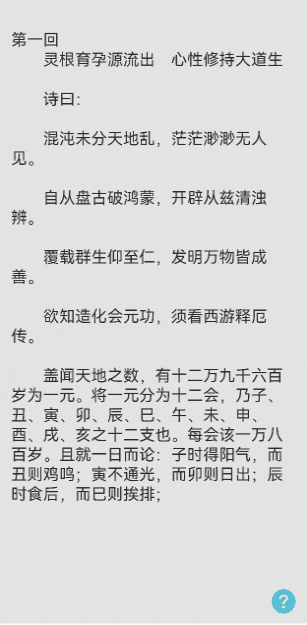 第一回
灵根育孕源流出　心性修持大道生
诗曰：
混沌未分天地乱，茫茫渺渺无人
见。
自从盘古破鸿蒙，开辟从兹清浊
辨。
覆载群生仰至仁，发明万物皆成
善。
欲知造化会元功，须看西游释厄
传。
盖闻天地之数，有十二万九千六百
岁为一元。将一元分为十二会，乃子、
丑、寅、卯、辰、巳、午、未、申、
酉、戌、亥之十二支也。每会该一万八
百岁。且就一日而论：子时得阳气，而
丑则鸡鸣；寅不通光，而卯则日出；辰
时食后，而巳则挨排；
?